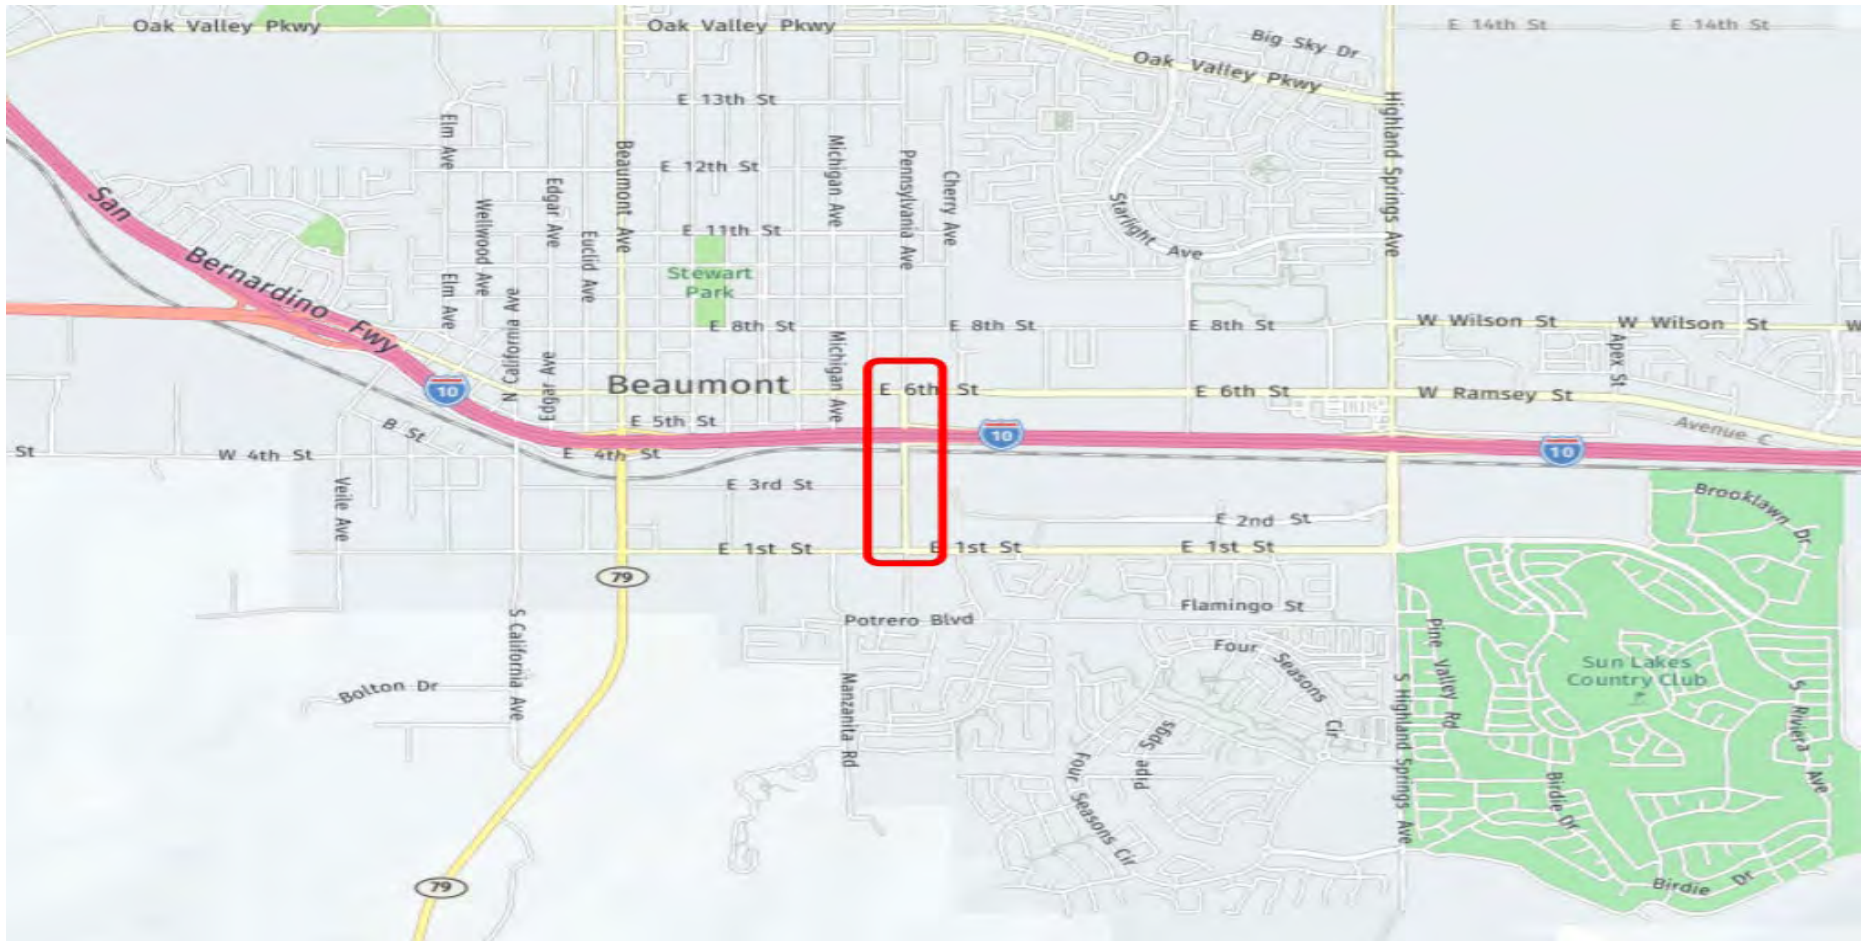 Oak Valley Pkwy
Oak Valley Pkwy
E 14th St
E 14th St
Big Sky Dr
Oak Valley Pkwy
E 13th St
Highland Springs Ave
Elm Ave
Beaumont Ave
Michigan Ave
Pennsylvania Ave
E 12th St
Cherry Ave
Edgar Ave
Wellwood Ave
San Bernardino Fwy
Starlight Ave
E 11th St
Euclid Ave
Stewart
Park
Elm Ave
N California Ave
E 8th St
E 8th St
E 8th St
W Wilson St
W Wilson St
W
Michigan Ave
Apex St
Edgar Ave
Beaumont
E 6th St
E 6th St
W Ramsey St
10
E 5th St
Avenue C
B St
10
10
St
W 4th St
E 4th St
E 3rd St
Veile Ave
Brooklawn Dr
E 2nd St
E 1st St
E 1st St
E 1st St
79
Flamingo St
Potrero Blvd
S California Ave
Pine Valley Rd
Four Seasons Cir
Sun Lakes
Country Club
Bolton Dr
Manzanita Rd
S Highland Springs Ave
S Riviera Ave
Spgs
Four Seasons Cir
Birdie Dr
79
Birdie Dr